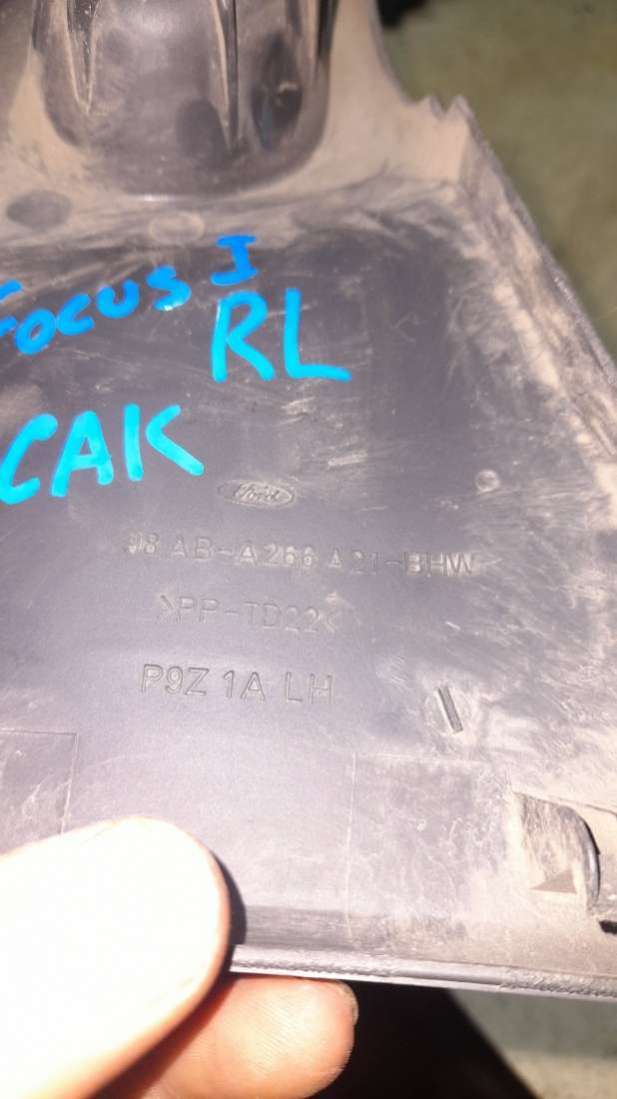 FOCUS I
RL
CAK
Ford
98AB-A266A21-BHW
>PP-TD22<
P9Z 1A LH